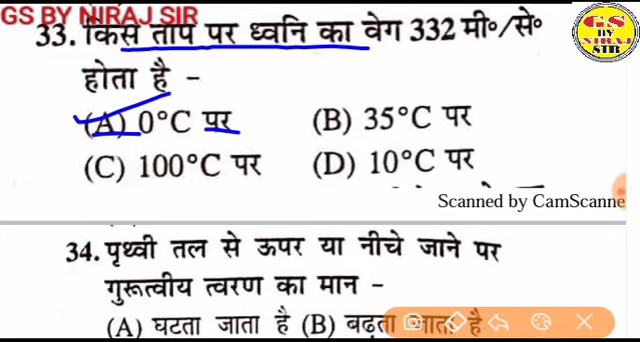 GS BY NIRAJ SIR
33. किस ताप पर ध्वनि का वेग 332 मी०/से०
होता है –
(A) 0°C पर (B) 35°C पर
(C) 100°C पर (D) 10°C पर
GS
BY
NIRAJ
SIR
Scanned by CamScanne
34. पृथ्वी तल से ऊपर या नीचे जाने पर
गुरूत्वीय त्वरण का मान –
(A) घटता जाता है (B) बढ़ता जाता है